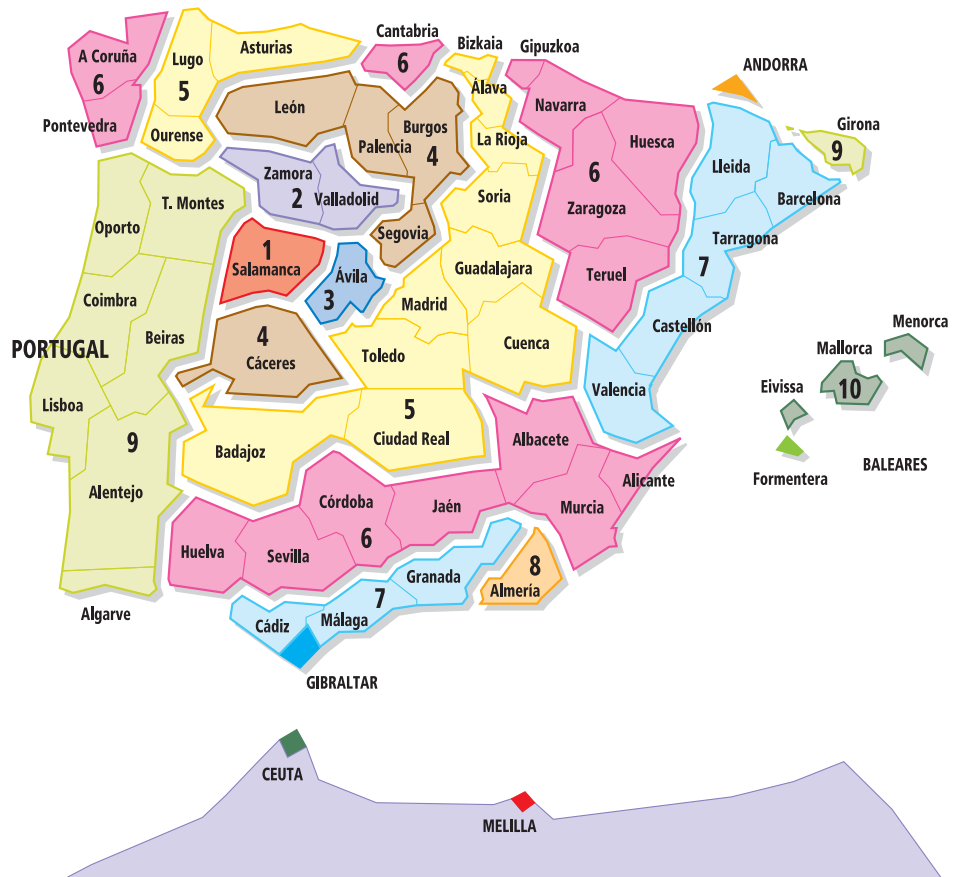 A Coruña
6
Pontevedra
Lugo
5
Ourense
Asturias
Cantabria
6
Bizkaia
Gipuzkoa
Álava
La Rioja
Soria
Guadalajara
Madrid
Toledo
Cuenca
León
Palencia
Burgos
4
Segovia
Zamora
2
Valladolid
1
Salamanca
Ávila
3
4
Cáceres
Navarra
Huesca
6
Zaragoza
Teruel
ANDORRA
Lleida
Barcelona
Tarragona
7
Castellón
Valencia
Girona
9
Menorca
Mallorca
10
Eivissa
Formentera
BALEARES
Oporto
T. Montes
Coimbra
Beiras
PORTUGAL
Lisboa
9
Alentejo
Algarve
Badajoz
5
Ciudad Real
Albacete
Alicante
Murcia
Córdoba
Jaén
6
Huelva
Sevilla
Granada
7
Málaga
Cádiz
8
Almería
GIBRALTAR
CEUTA
MELILLA